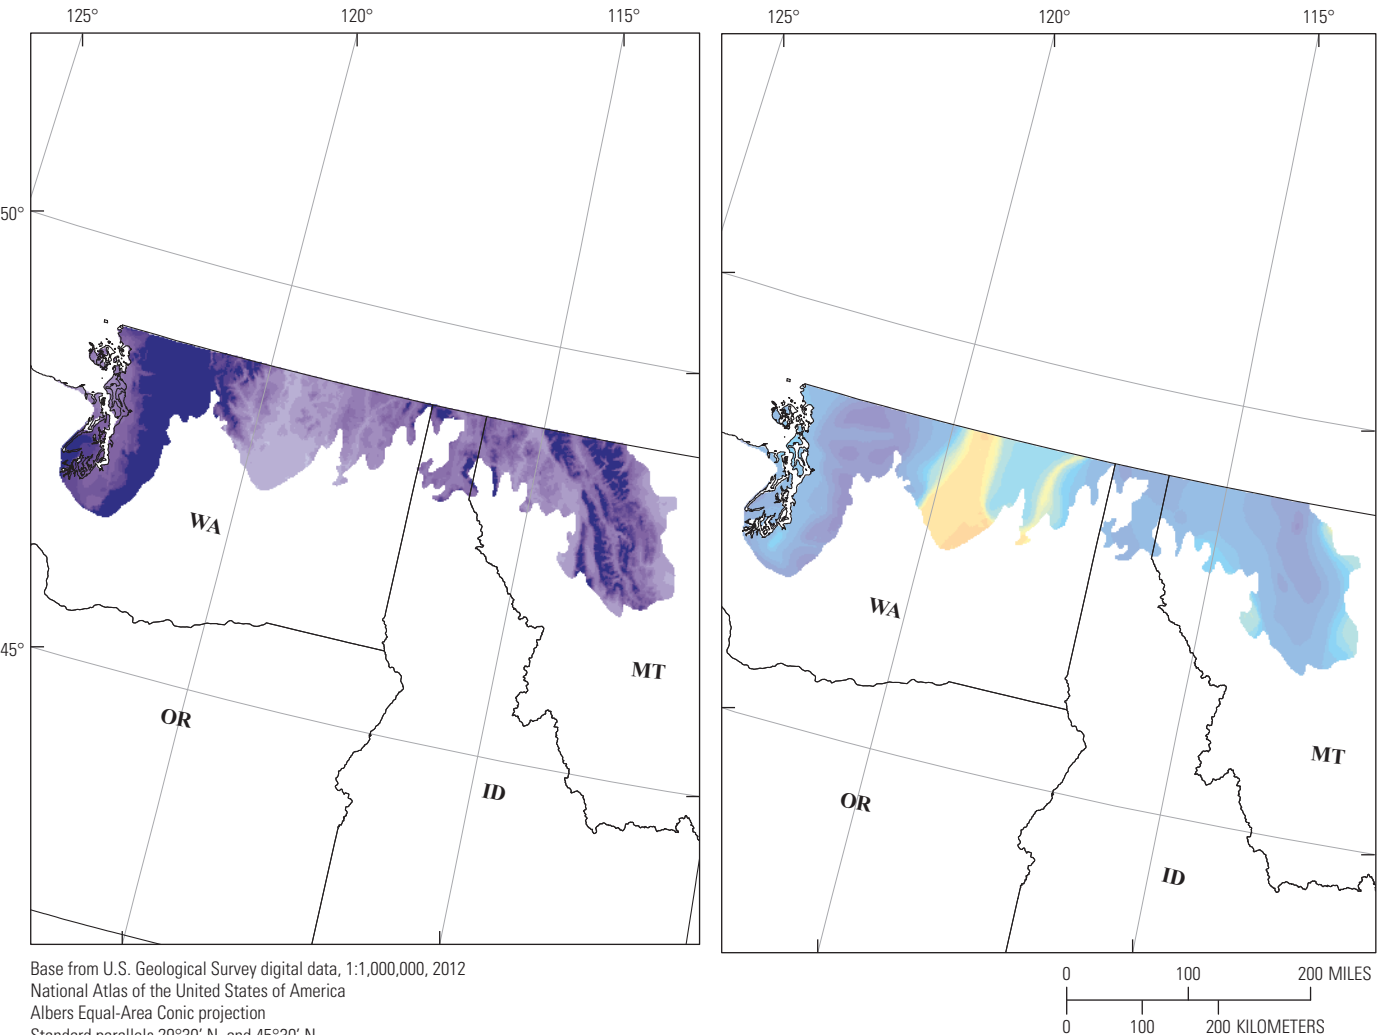 125° 120° 115°
125° 120° 115°
50°
WA
WA
45°
MT
OR
MT
ID
OR
ID
Base from U.S. Geological Survey digital data, 1:1,000,000, 2012
National Atlas of the United States of America
Albers Equal-Area Conic projection
0 100 200 MILES
0 100 200 KILOMETERS